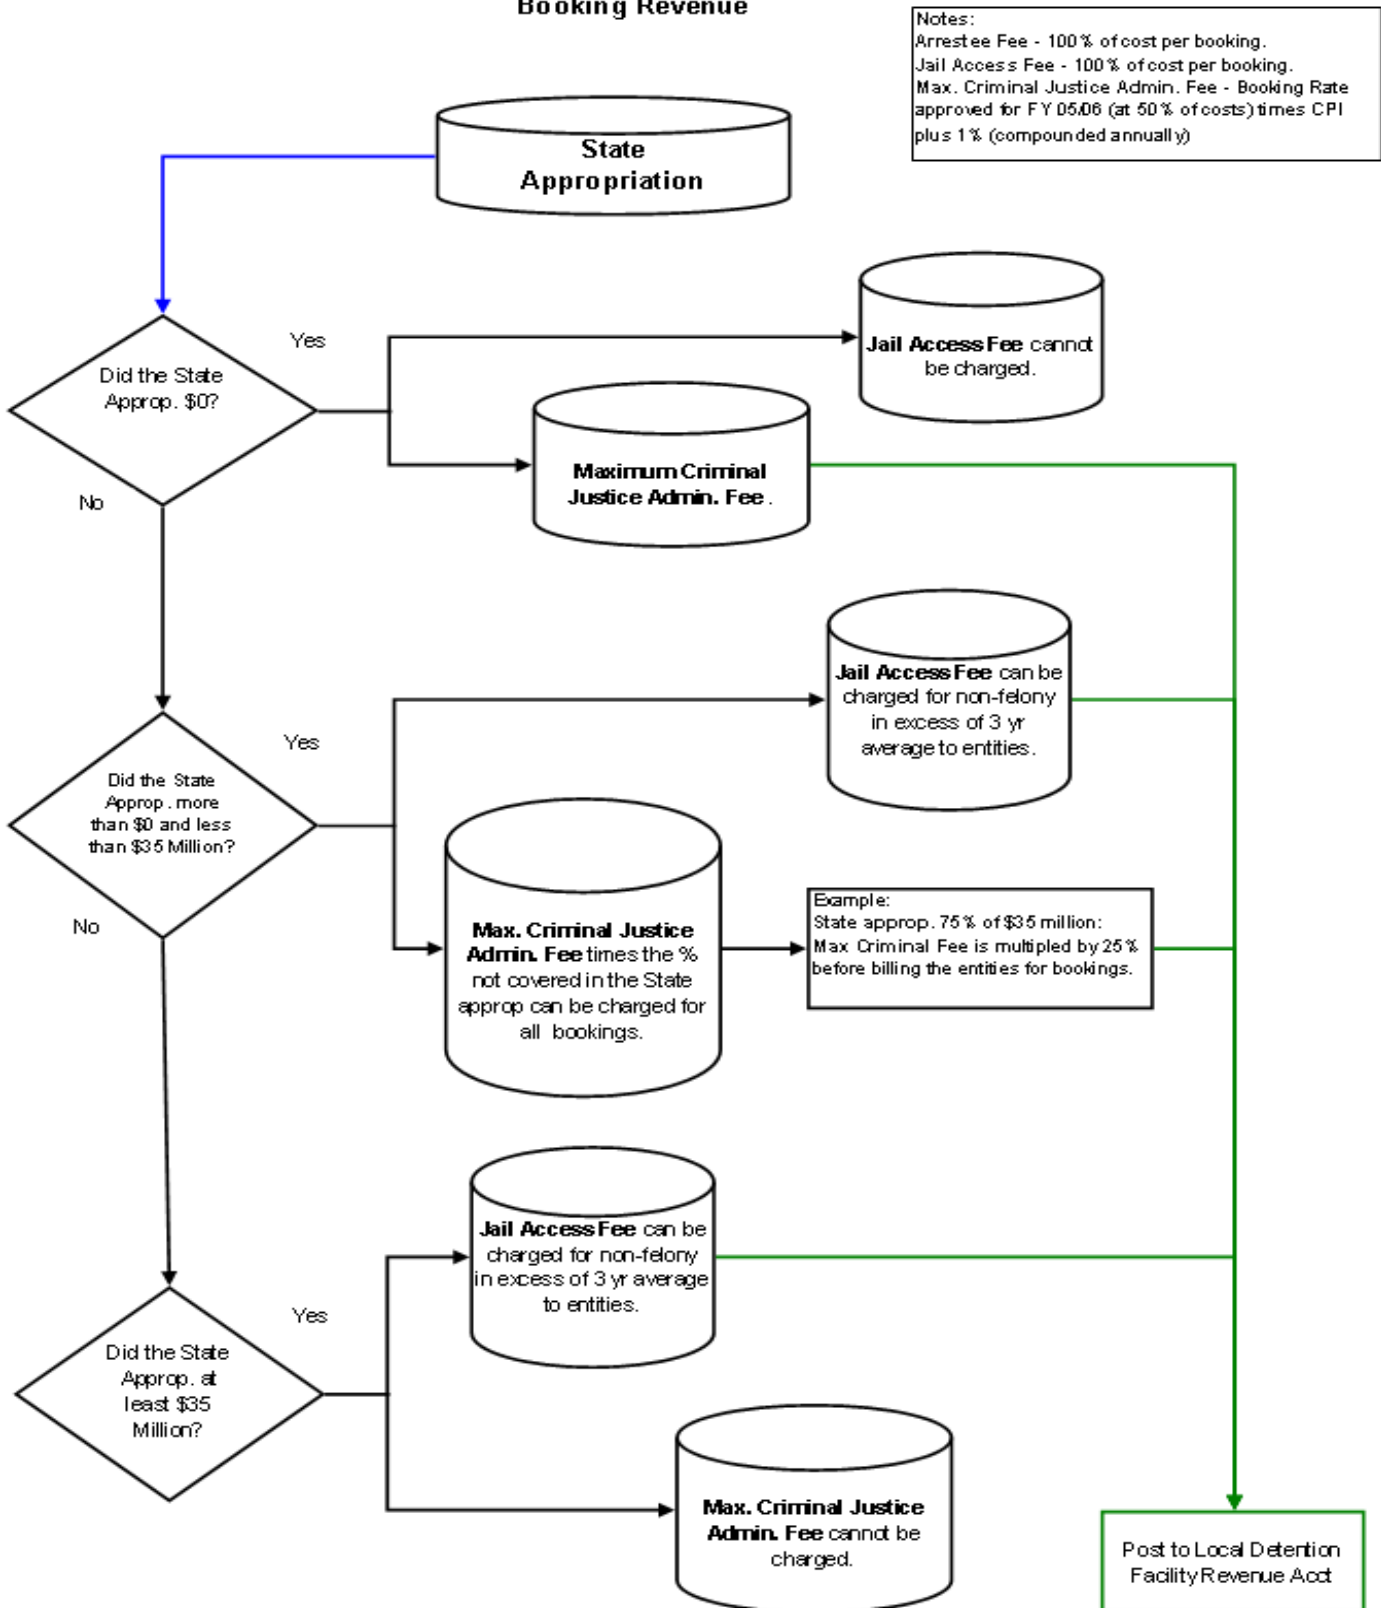 Booking Revenue
Notes:
Arrestee Fee - 100% of cost per booking.
Jail Access Fee - 100% of cost per booking.
Max. Criminal Justice Admin. Fee - Booking Rate
approved for FY 05/06 (at 50% of costs) times CPI
plus 1% (compounded annually)
State
Appropriation
Did the State
Approp. $0?
Yes
No
Jail Access Fee cannot
be charged.
Maximum Criminal
Justice Admin. Fee.
Did the State
Approp. more
than $0 and less
than $35 Million?
Yes
No
Jail Access Fee can be
charged for non-felony
in excess of 3 yr
average to entities.
Max. Criminal Justice
Admin. Fee times the %
not covered in the State
approp can be charged for
all bookings.
Example:
State approp. 75% of $35 million:
Max Criminal Fee is multipled by 25%
before billing the entities for bookings.
Did the State
Approp. at
least $35
Million?
Yes
Jail Access Fee can be
charged for non-felony
in excess of 3 yr average
to entities.
Max. Criminal Justice
Admin. Fee cannot be
charged.
Post to Local Detention
Facility Revenue Acct